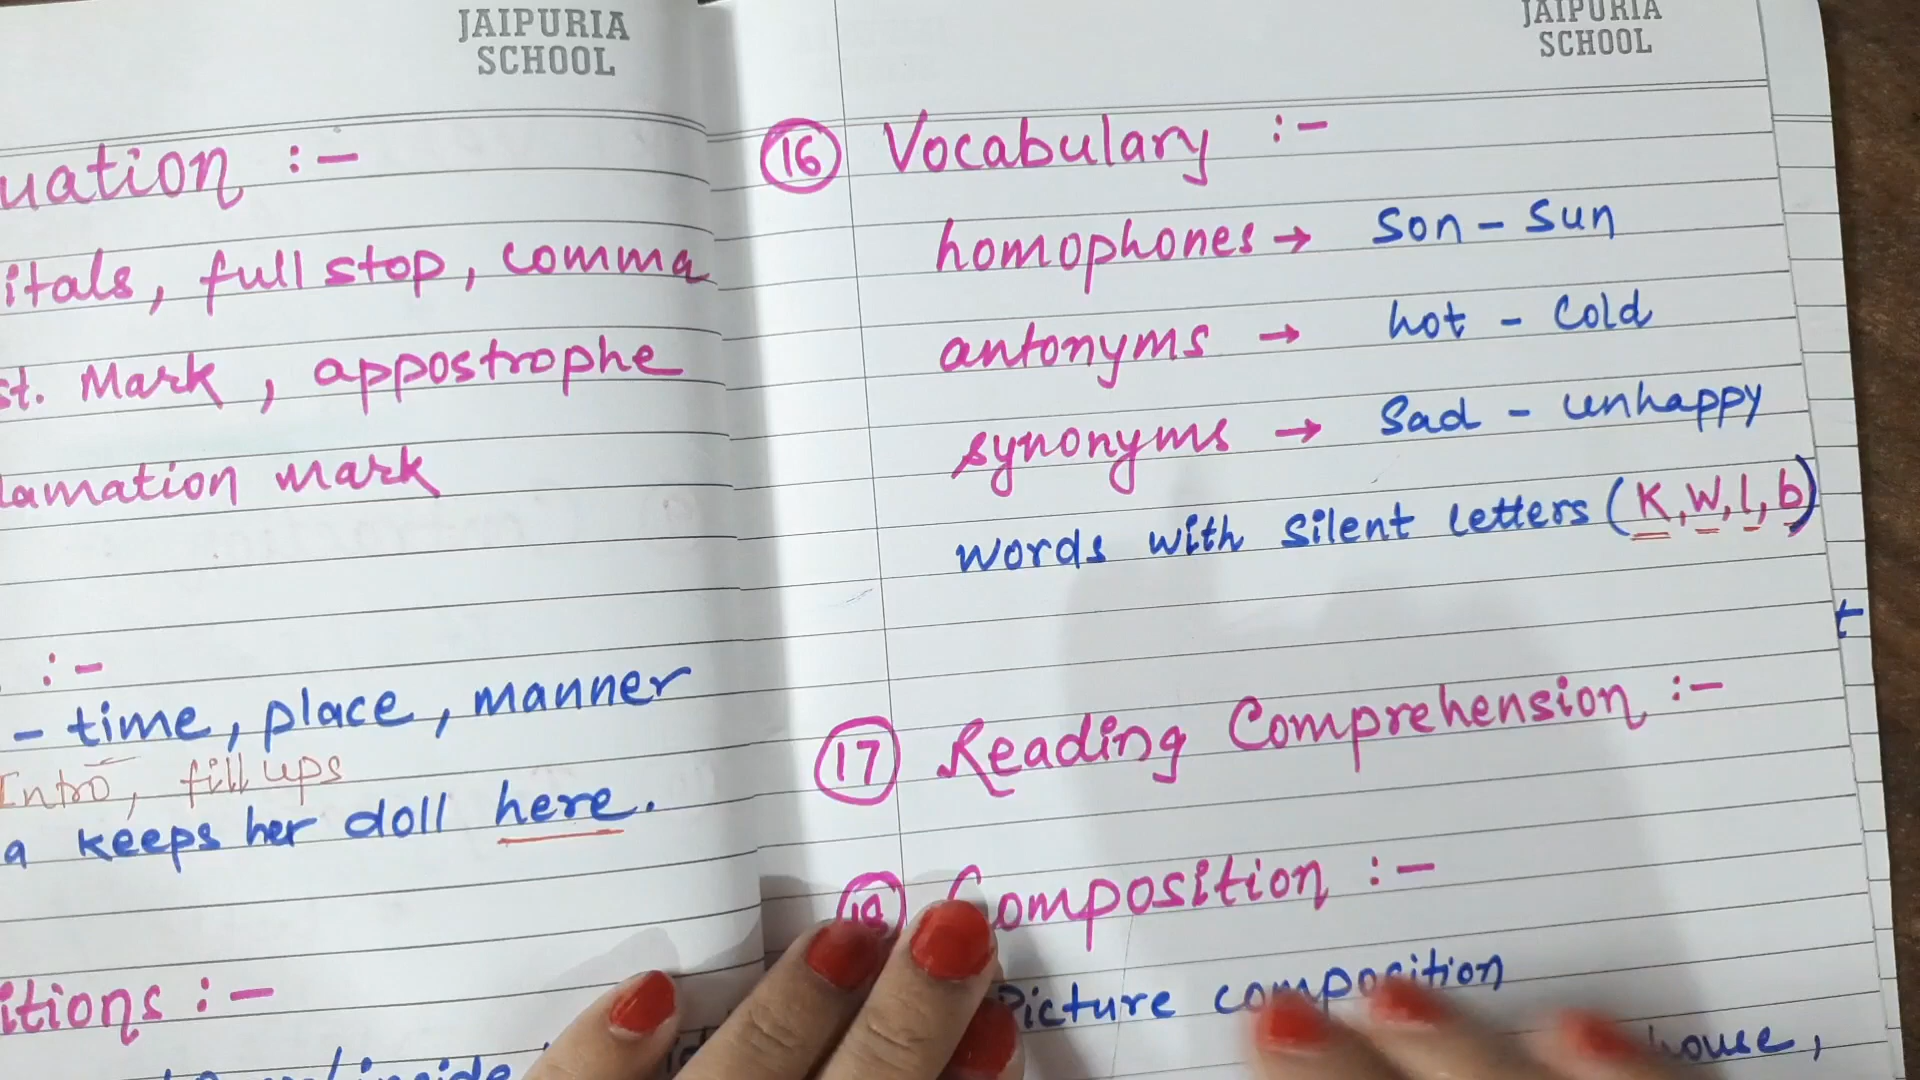 JAIPURIA
SCHOOL
uation :-
itals, full stop, comma
st. Mark, appostrophe
lamation mark
:-
- time, place, manner
Intro, fill ups
a keeps her doll here.
itions :-
inside
JAIPURIA
SCHOOL
16 Vocabulary :-
homophones → Son - Sun
antonyms → hot - Cold
synonyms → Sad - unhappy
words with silent letters (K, W, l, b)
t
17 Reading Comprehension :-
Composition :-
Picture composition
house,